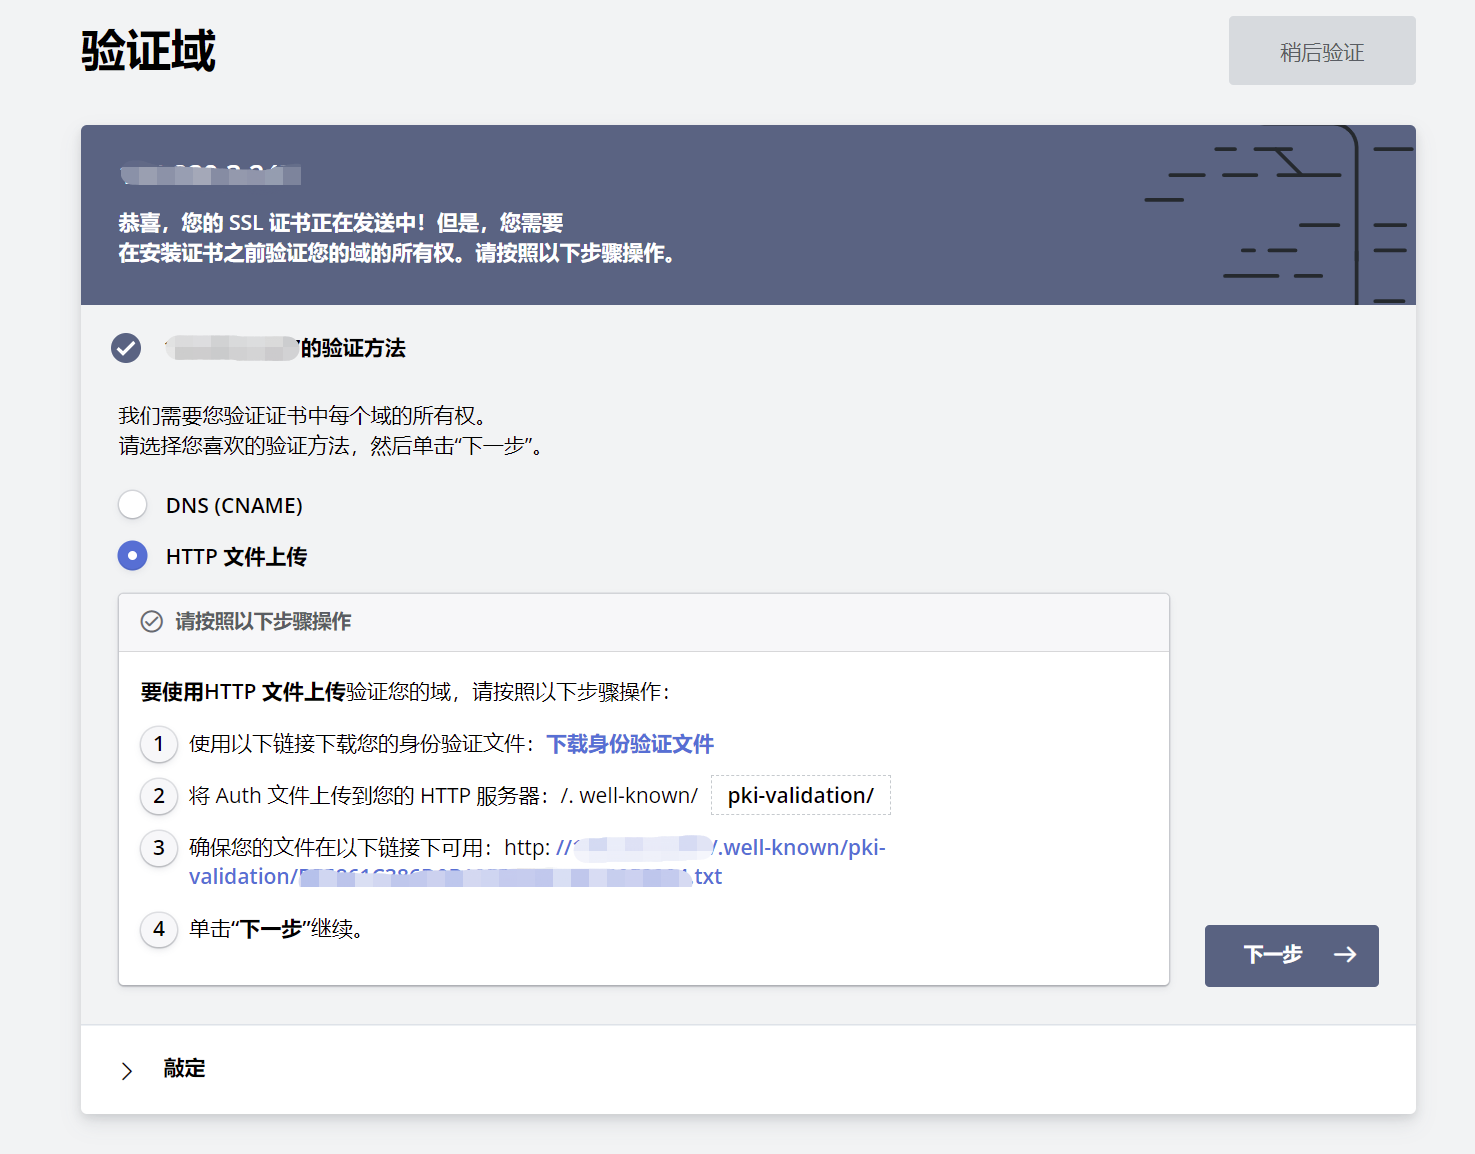 验证域
稍后验证
恭喜，您的 SSL 证书正在发送中！但是，您需要
在安装证书之前验证您的域的所有权。请按照以下步骤操作。
的验证方法
我们需要您验证证书中每个域的所有权。
请选择您喜欢的验证方法，然后单击“下一步”。
DNS (CNAME)
HTTP 文件上传
请按照以下步骤操作
要使用HTTP 文件上传验证您的域，请按照以下步骤操作：
1 使用以下链接下载您的身份验证文件：下载身份验证文件
2 将 Auth 文件上传到您的 HTTP 服务器：/. well-known/ pki-validation/
3 确保您的文件在以下链接下可用：http: // /.well-known/pki-
validation/ .txt
4 单击“下一步”继续。
下一步
敲定